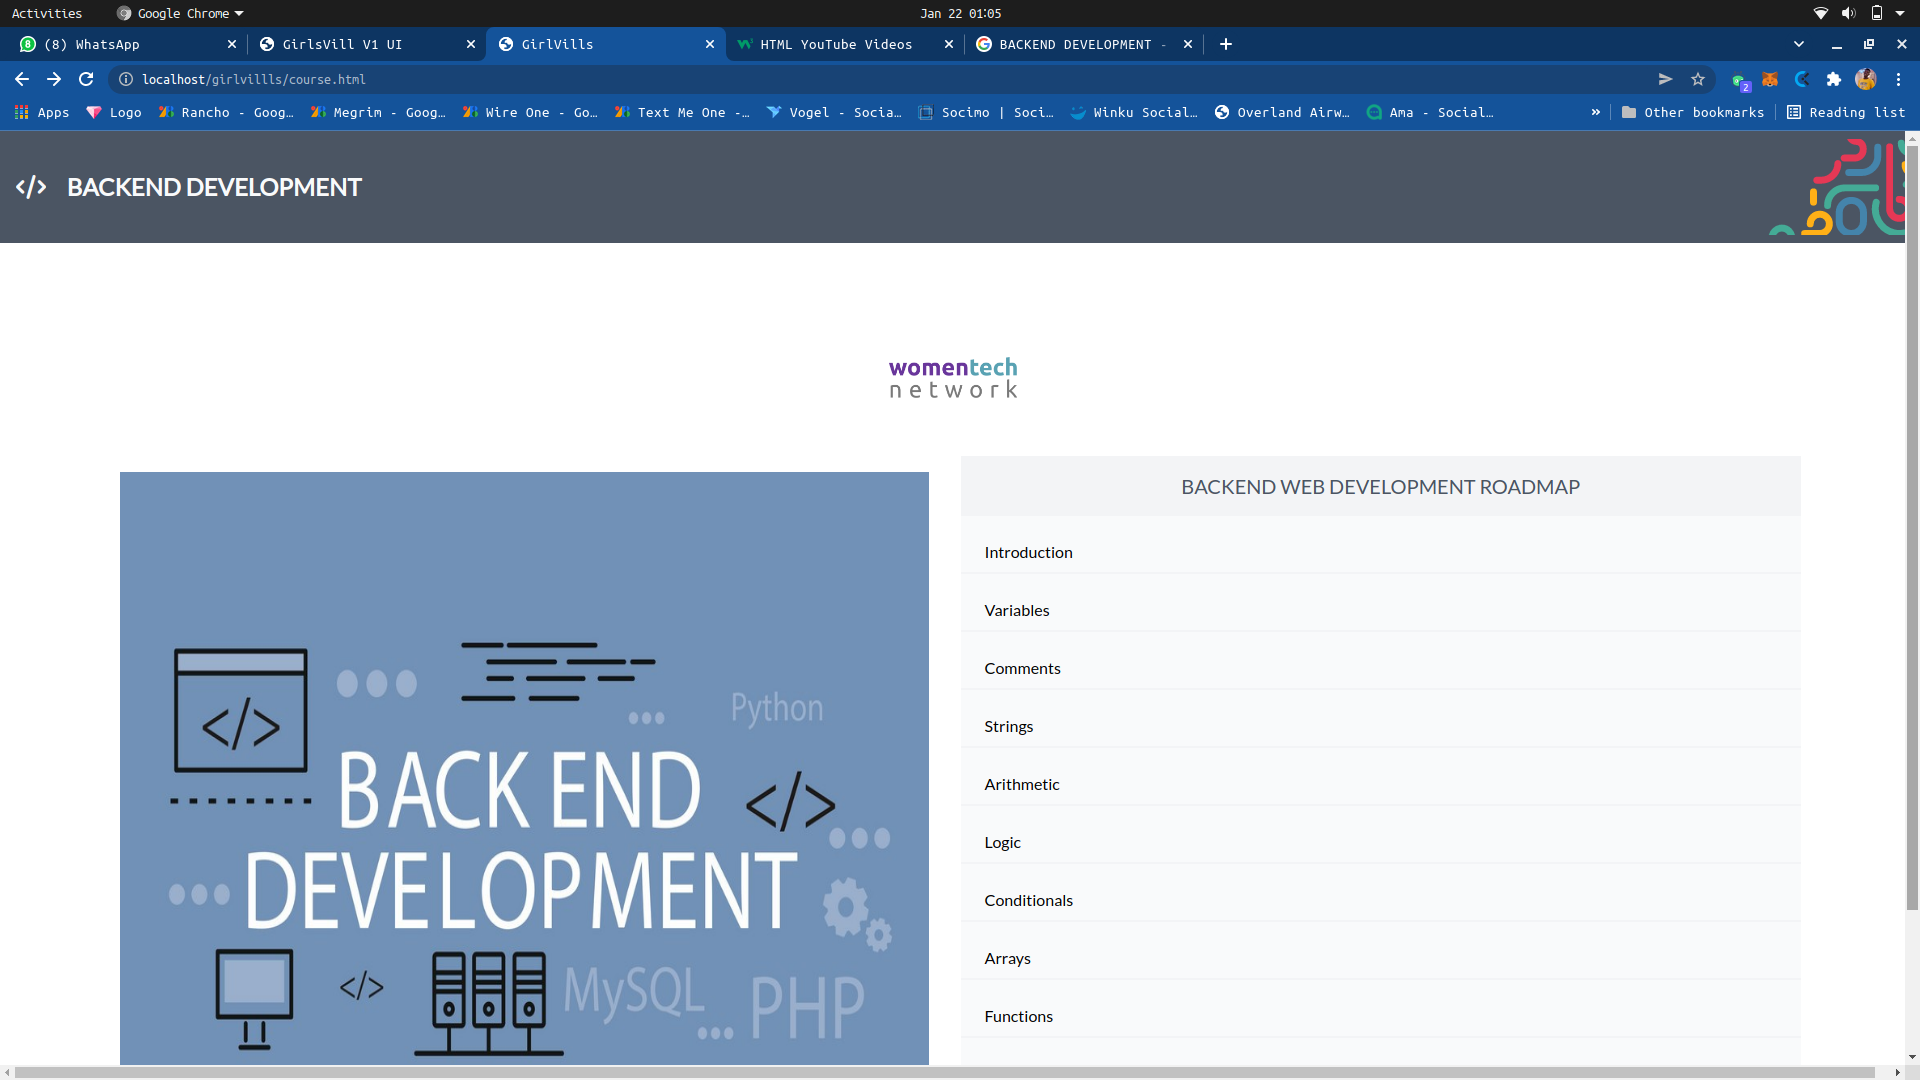 Activities Google Chrome Jan 22 01:05
(8) WhatsApp GirlsVill V1 UI GirlVills HTML YouTube Videos BACKEND DEVELOPMENT -
localhost/girlvillls/course.html 2
Apps Logo Rancho - Goog... Megrim - Goog... Wire One - Go... Text Me One -... Vogel - Socia... Socimo | Soci... Winku Social... Overland Airw... Ama - Social... » Other bookmarks Reading list
</> BACKEND DEVELOPMENT
womentech
network
BACKEND WEB DEVELOPMENT ROADMAP
Introduction
Variables
Comments
Strings
Arithmetic
Logic
Conditionals
Arrays
Functions
Python
</>
BACK END
</>
DEVELOPMENT
</>
MySQL
PHP